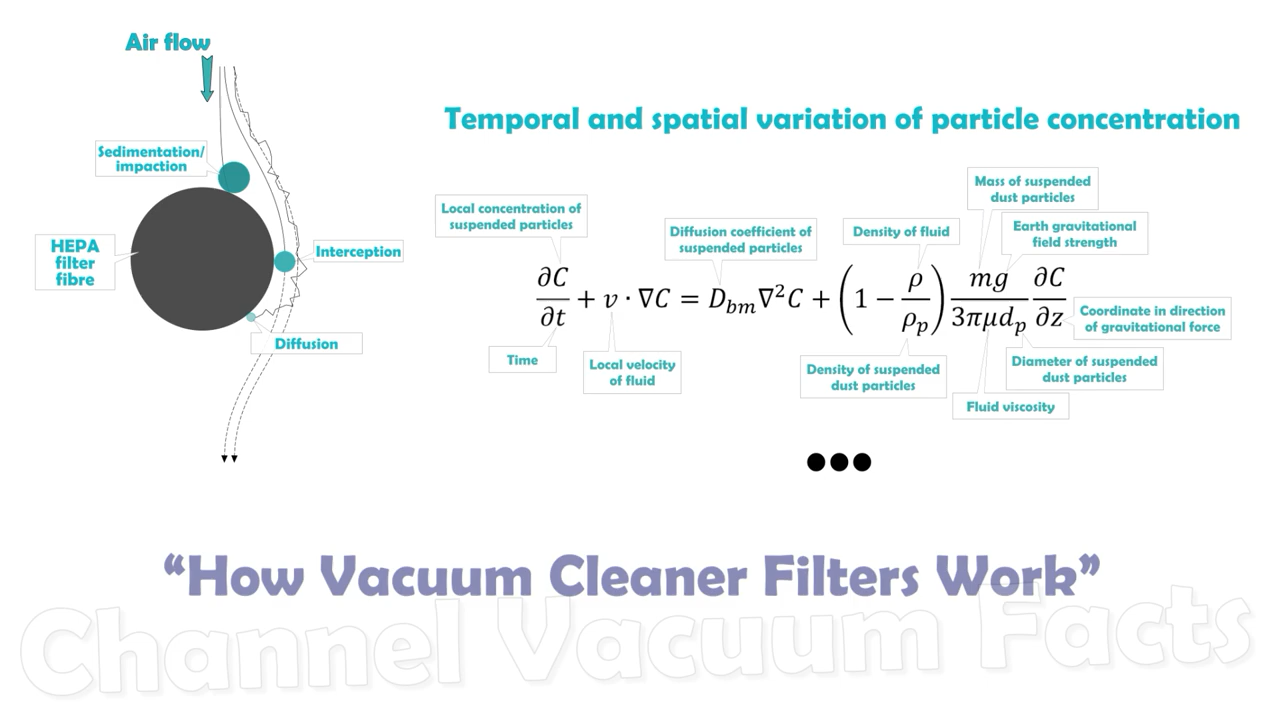 Air flow
Temporal and spatial variation of particle concentration
Sedimentation/
impaction
HEPA
filter
fibre
Interception
Diffusion
Local concentration of
suspended particles
Diffusion coefficient of
suspended particles
Density of fluid
Mass of suspended
dust particles
Earth gravitational
field strength
∂C/∂t + v · ∇C = D_bm ∇²C + (1 − ρ/ρ_p) mg/(3πμd_p) ∂C/∂z
Coordinate in direction
of gravitational force
Time
Local velocity
of fluid
Density of suspended
dust particles
Diameter of suspended
dust particles
Fluid viscosity
●●●
“How Vacuum Cleaner Filters Work”
Channel Vacuum Facts